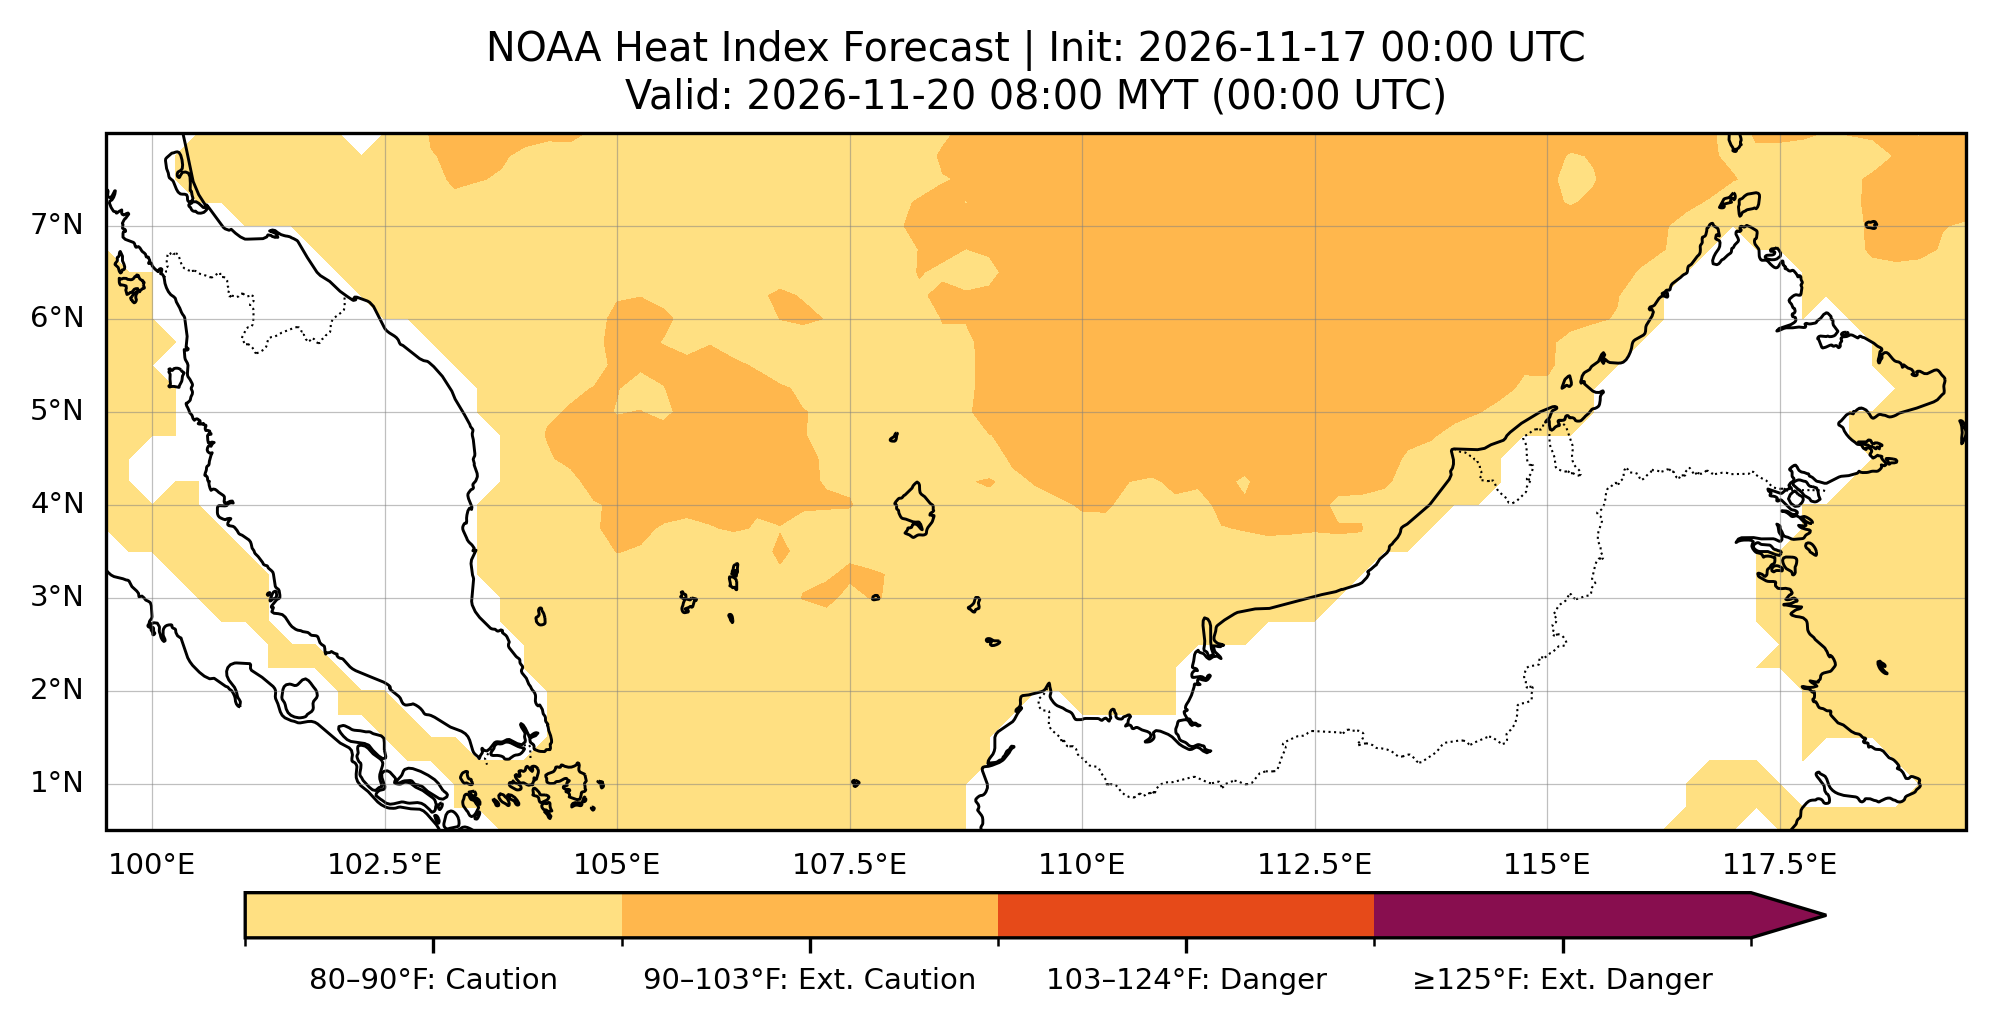 NOAA Heat Index Forecast | Init: 2026-11-17 00:00 UTC
Valid: 2026-11-20 08:00 MYT (00:00 UTC)
7°N
6°N
5°N
4°N
3°N
2°N
1°N
100°E 102.5°E 105°E 107.5°E 110°E 112.5°E 115°E 117.5°E
80–90°F: Caution 90–103°F: Ext. Caution 103–124°F: Danger ≥125°F: Ext. Danger